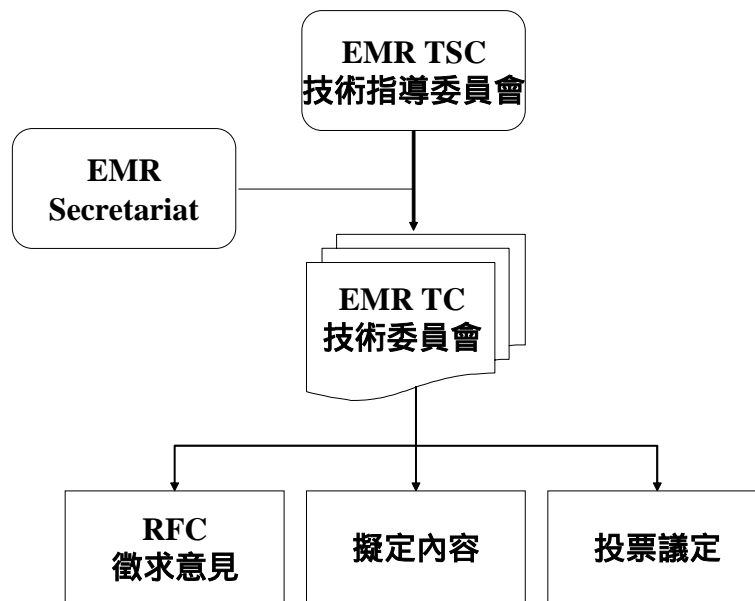 EMR TSC
技術指導委員會
EMR
Secretariat
EMR TC
技術委員會
RFC
徵求意見
擬定內容
投票議定